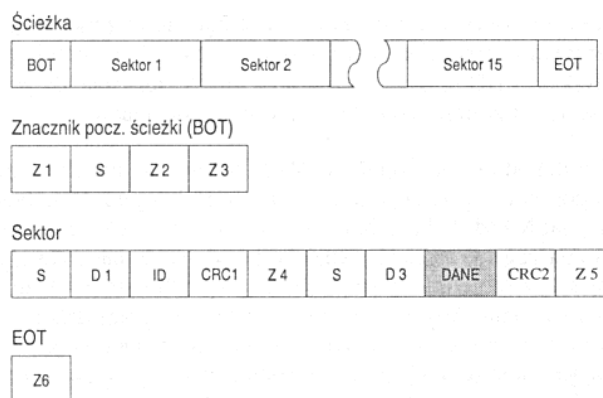 Ścieżka
BOT Sektor 1 Sektor 2 Sektor 15 EOT
Znacznik pocz. ścieżki (BOT)
Z 1 S Z 2 Z 3
Sektor
S D 1 ID CRC1 Z 4 S D 3 DANE CRC2 Z 5
EOT
Z6